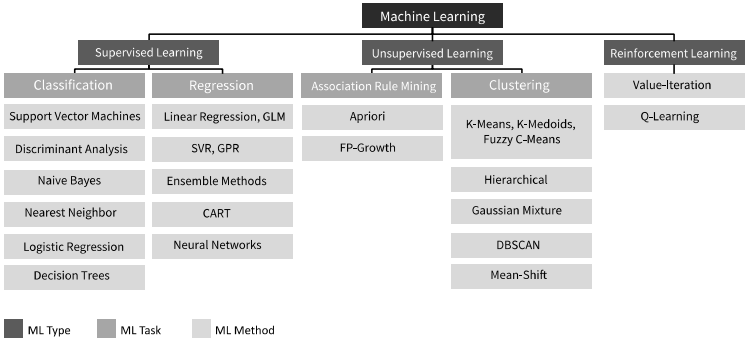 Machine Learning
Supervised Learning
Unsupervised Learning
Reinforcement Learning
Classification
Regression
Association Rule Mining
Clustering
Value-Iteration
Support Vector Machines
Linear Regression, GLM
Apriori
K-Means, K-Medoids,
Fuzzy C-Means
Q-Learning
Discriminant Analysis
SVR, GPR
FP-Growth
Naive Bayes
Ensemble Methods
Hierarchical
Nearest Neighbor
CART
Gaussian Mixture
Logistic Regression
Neural Networks
DBSCAN
Decision Trees
Mean-Shift
ML Type
ML Task
ML Method